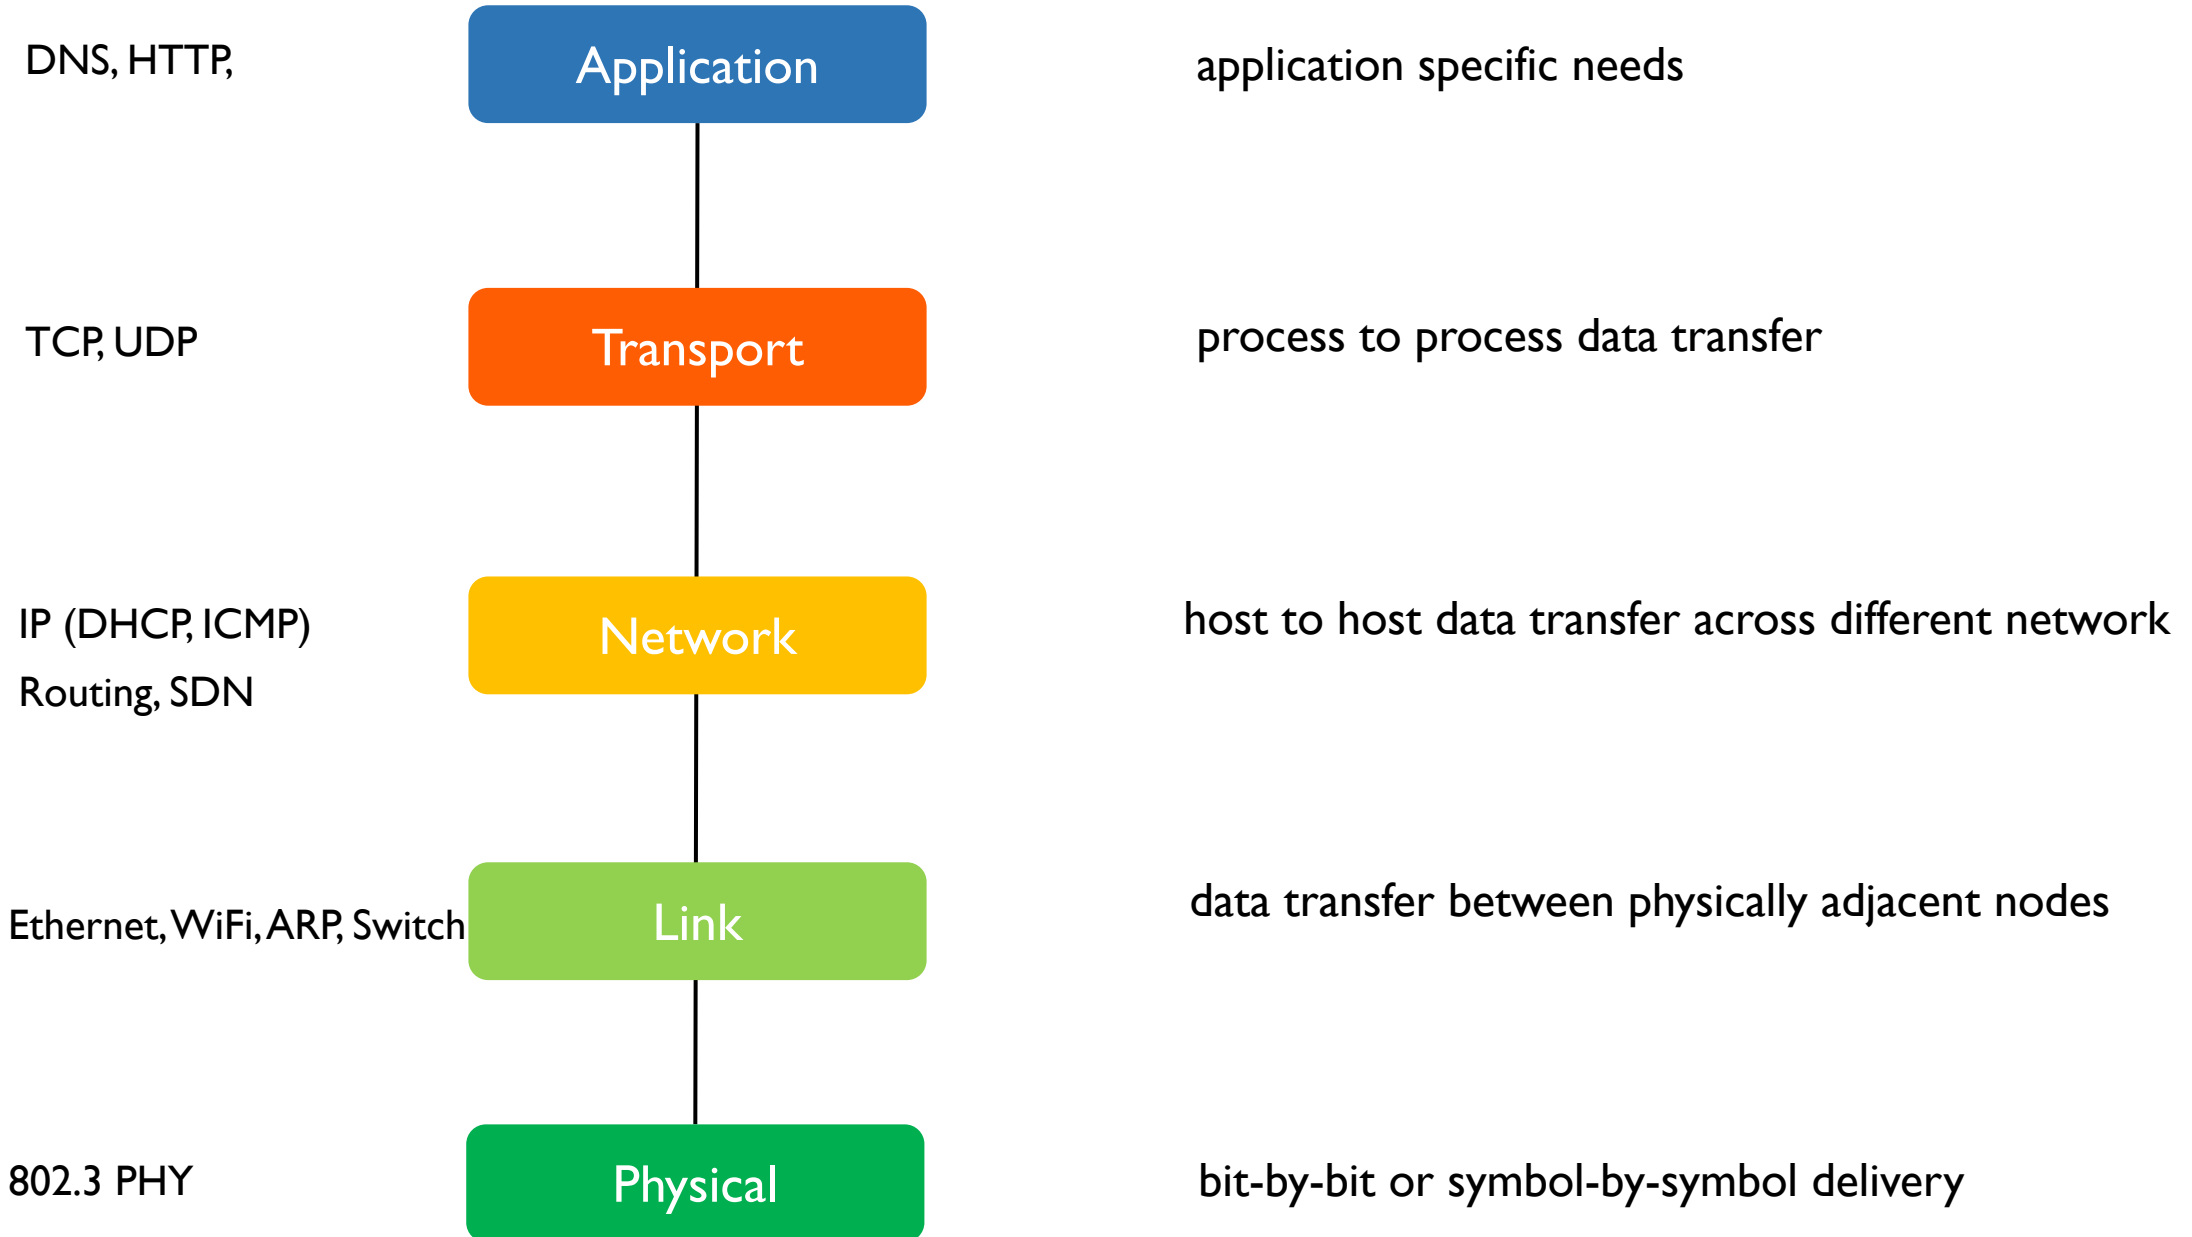 DNS, HTTP,
Application
application specific needs
TCP, UDP
Transport
process to process data transfer
IP (DHCP, ICMP)
Routing, SDN
Network
host to host data transfer across different network
Ethernet, WiFi, ARP, Switch
Link
data transfer between physically adjacent nodes
802.3 PHY
Physical
bit-by-bit or symbol-by-symbol delivery